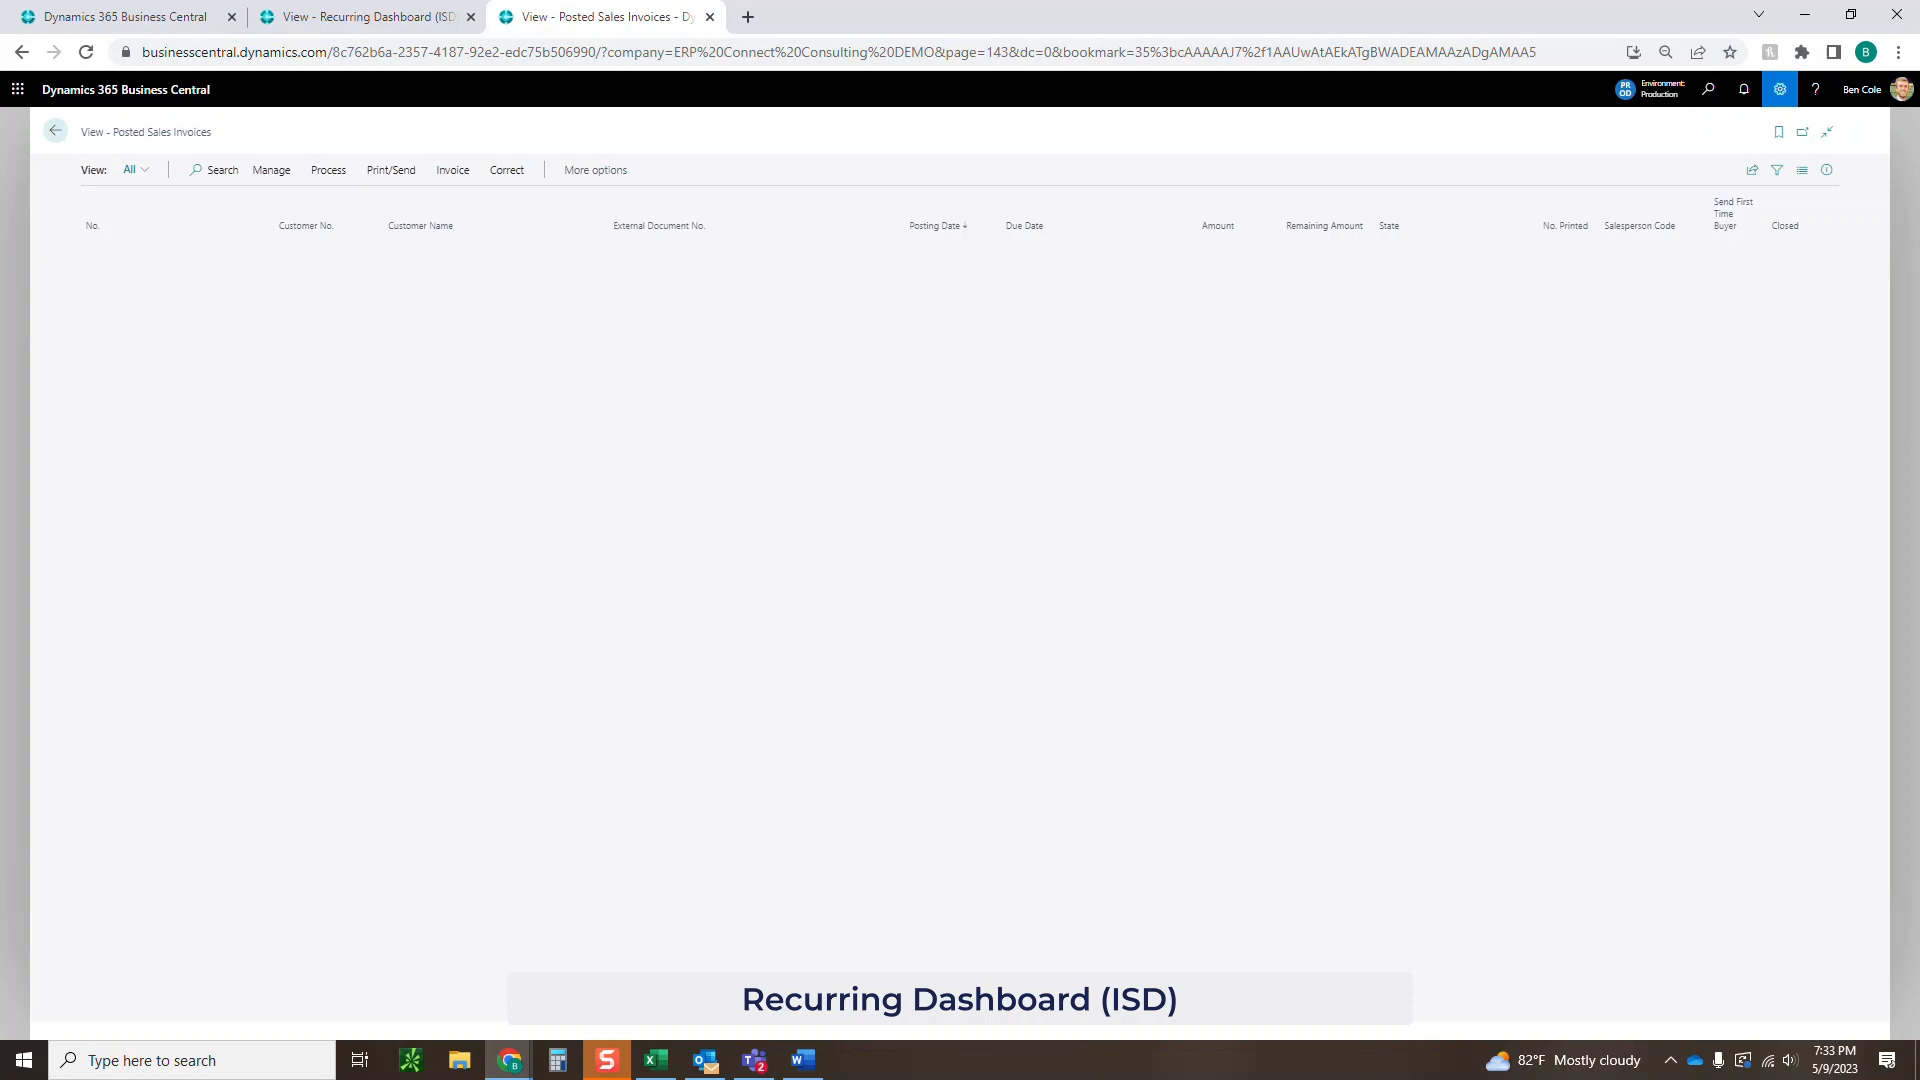 Dynamics 365 Business Central
View - Recurring Dashboard (ISD
View - Posted Sales Invoices - Dy
businesscentral.dynamics.com/8c762b6a-2357-4187-92e2-edc75b506990/?company=ERP%20Connect%20Consulting%20DEMO&page=143&dc=0&bookmark=35%3bcAAAAAJ7%2f1AAUwAtAEkATgBWADEAMAAzADgAMAA5
B
Dynamics 365 Business Central
PR
OD
Environment:
Production
Ben Cole
View - Posted Sales Invoices
View: All Search Manage Process Print/Send Invoice Correct More options
No. Customer No. Customer Name External Document No. Posting Date ↓ Due Date Amount Remaining Amount State No. Printed Salesperson Code
Send First
Time
Buyer
Closed
Recurring Dashboard (ISD)
Type here to search
82°F Mostly cloudy
7:33 PM
5/9/2023